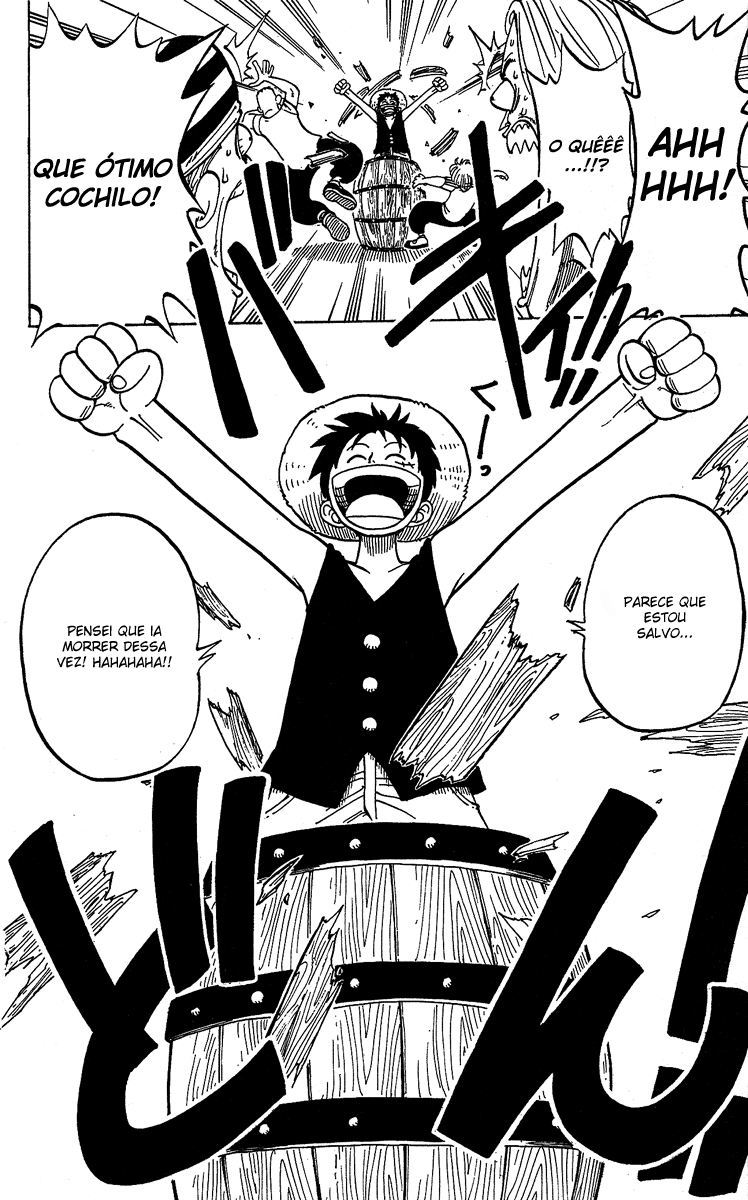 AHH
HHH!
O QUÊÊÊ
...!!?
QUE ÓTIMO
COCHILO!
バキィッ!!
くーっ
PARECE QUE
ESTOU
SALVO...
PENSEI QUE IA
MORRER DESSA
VEZ! HAHAHAHA!!
どん!!